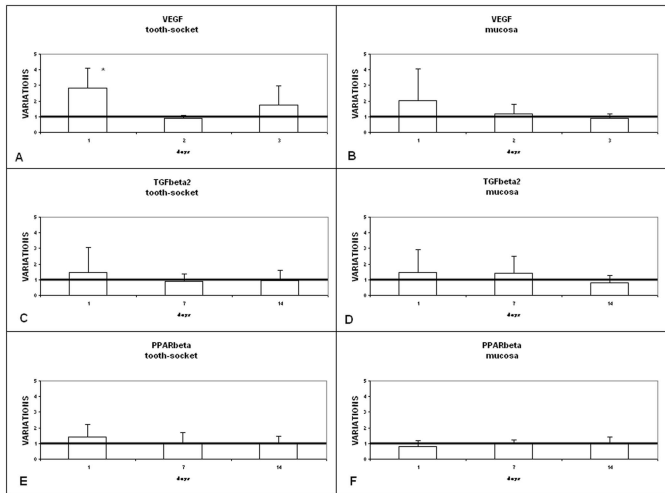 VEGF
tooth-socket
VARIATIONS
5
4
3
2
1
0
*
1 2 3
days
A
VEGF
mucosa
VARIATIONS
5
4
3
2
1
0
1 2 3
days
B
TGFbeta2
tooth-socket
VARIATIONS
5
4
3
2
1
0
1 7 14
days
C
TGFbeta2
mucosa
VARIATIONS
5
4
3
2
1
0
1 7 14
days
D
PPARbeta
tooth-socket
VARIATIONS
5
4
3
2
1
0
1 7 14
days
E
PPARbeta
mucosa
VARIATIONS
5
4
3
2
1
0
1 7 14
days
F